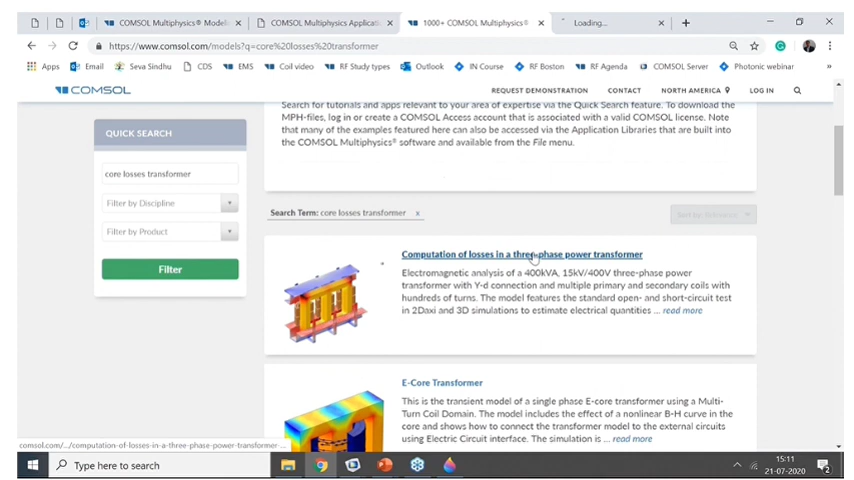 COMSOL Multiphysics® Modeli
COMSOL Multiphysics Applicati
1000+ COMSOL Multiphysics®
Loading...
https://www.comsol.com/models?q=core%20losses%20transformer
Apps Email Seva Sindhu CDS EMS Coil video RF Study types Outlook IN Course RF Boston RF Agenda COMSOL Server Photonic webinar »
COMSOL
REQUEST DEMONSTRATION CONTACT NORTH AMERICA LOG IN
Search for tutorials and apps relevant to your area of expertise via the Quick Search feature. To download the
MPH-files, log in or create a COMSOL Access account that is associated with a valid COMSOL license. Note
that many of the examples featured here can also be accessed via the Application Libraries that are built into
the COMSOL Multiphysics® software and available from the File menu.
QUICK SEARCH
core losses transformer
Filter by Discipline
Filter by Product
Filter
Search Term: core losses transformer x
Computation of losses in a three-phase power transformer
Electromagnetic analysis of a 400kVA, 15kV/400V three-phase power
transformer with Y-d connection and multiple primary and secondary coils with
hundreds of turns. The model features the standard open- and short-circuit test
in 2Daxi and 3D simulations to estimate electrical quantities ... read more
E-Core Transformer
This is the transient model of a single phase E-core transformer using a Multi-
Turn Coil Domain. The model includes the effect of a nonlinear B-H curve in the
core and shows how to connect the transformer model to the external circuits
using Electric Circuit interface. The simulation is ... read more
comsol.com/.../computation-of-losses-in-a-three-phase-power-transformer-...
Type here to search
15:11
21-07-2020
2